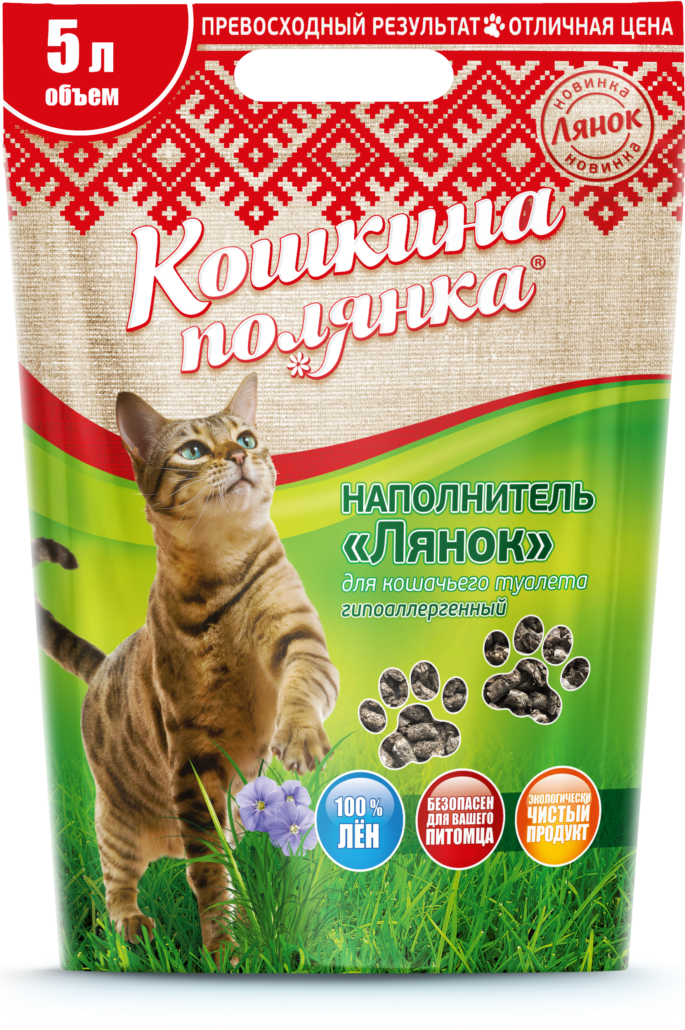 5 л
объем
ПРЕВОСХОДНЫЙ РЕЗУЛЬТАТ ОТЛИЧНАЯ ЦЕНА
новинка
Лянок
новинка
Кошкина
полянка®
НАПОЛНИТЕЛЬ
«Лянок»
для кошачьего туалета
гипоаллергенный
100 %
ЛЁН
БЕЗОПАСЕН
ДЛЯ ВАШЕГО
ПИТОМЦА
ЭКОЛОГИЧЕСКИ
ЧИСТЫЙ
ПРОДУКТ